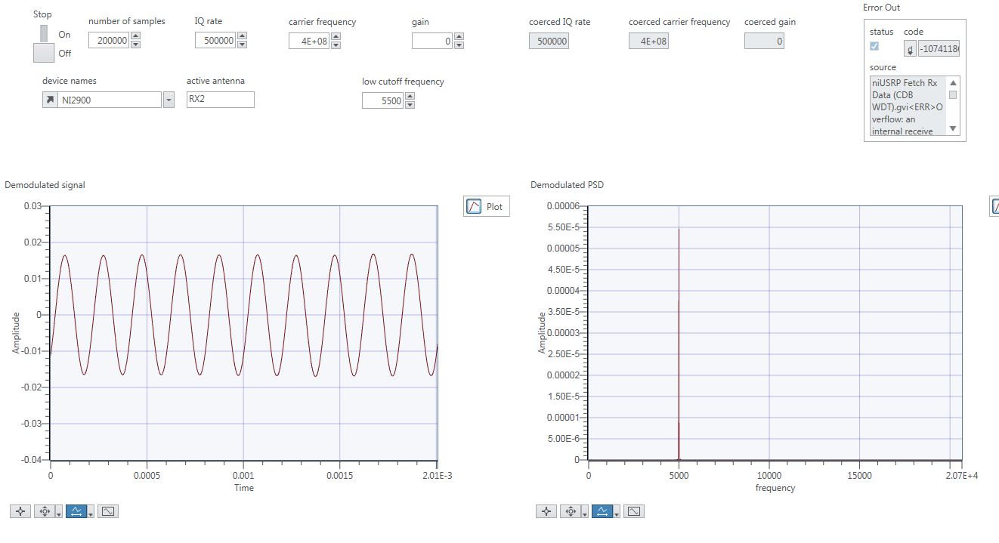 Stop
On
Off
number of samples
200000
IQ rate
500000
carrier frequency
4E+08
gain
0
coerced IQ rate
500000
coerced carrier frequency
4E+08
coerced gain
0
Error Out
status code
d -10741186
source
niUSRP Fetch Rx
Data (CDB
WDT).gvi<ERR>O
verflow: an
internal receive
device names
NI2900
active antenna
RX2
low cutoff frequency
5500
Demodulated signal
Plot
0.03
0.02
0.01
0
-0.01
-0.02
-0.03
-0.04
Amplitude
0 0.0005 0.001 0.0015 2.01E-3
Time
Demodulated PSD
0.00006
5.50E-5
0.00005
4.50E-5
0.00004
3.50E-5
0.00003
2.50E-5
0.00002
1.50E-5
0.00001
5.00E-6
0
Amplitude
0 5000 10000 15000 2.07E+4
frequency